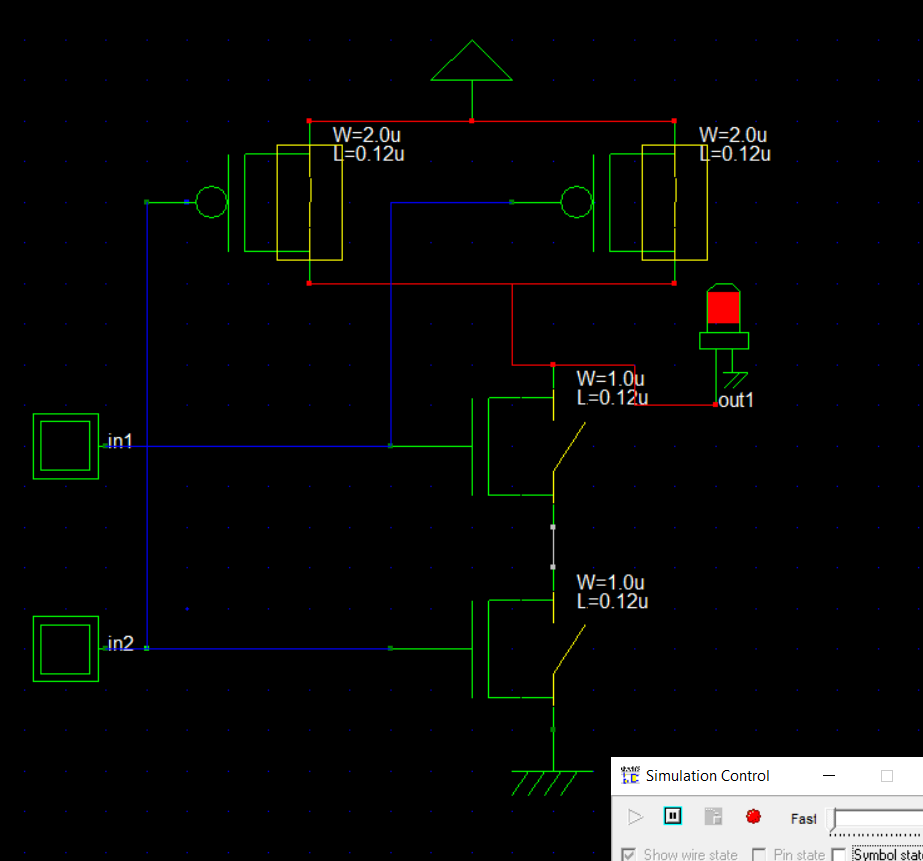 W=2.0u
L=0.12u
W=2.0u
L=0.12u
W=1.0u
L=0.12u
out1
in1
W=1.0u
L=0.12u
in2
Simulation Control
Fast
Show wire state
Pin state
Symbol stat